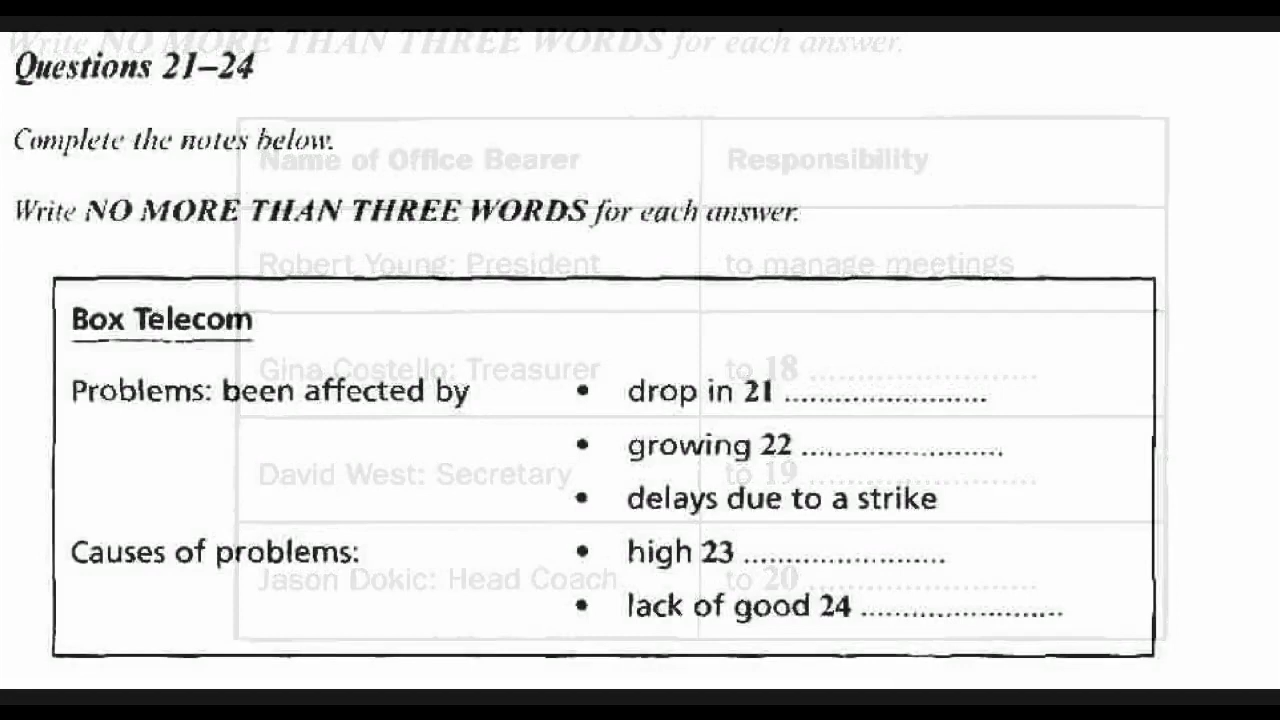 Write NO MORE THAN THREE WORDS for each answer.
Questions 21–24
Complete the notes below.
Name of Office Bearer Responsibility
Write NO MORE THAN THREE WORDS for each answer.
Robert Young: President to manage meetings
Box Telecom
Gina Costello: Treasurer to 18 ........................
Problems: been affected by • drop in 21 ........................
• growing 22 ........................
David West: Secretary to 19 ........................
• delays due to a strike
Causes of problems: • high 23 ........................
Jason Dokic: Head Coach to 20 ........................
• lack of good 24 ........................